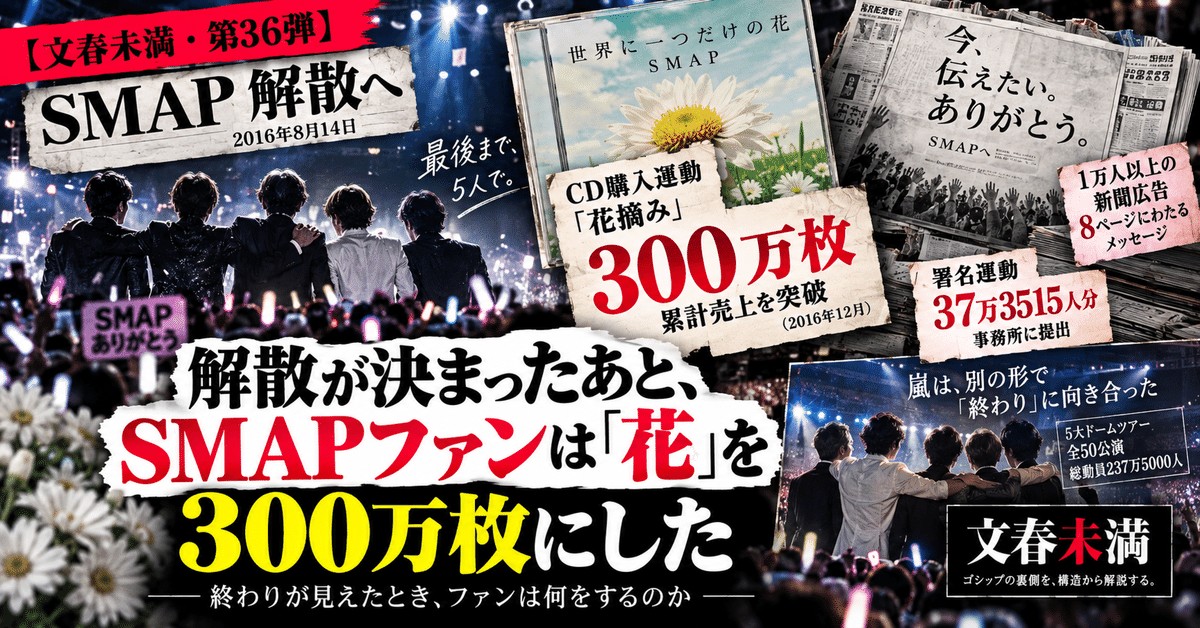 【文春未満・第36弾】
SMAP 解散へ
2016年8月14日
最後まで、
5人で。
SMAP
ありがとう
世界に一つだけの花
SMAP
CD購入運動
「花摘み」
300万枚
累計売上を突破
（2016年12月）
今、
伝えたい。
ありがとう。
SMAPへ
1万人以上の
新聞広告
8ページにわたる
メッセージ
署名運動
37万3515人分
事務所に提出
解散が決まったあと、
SMAPファンは「花」を
300万枚にした
終わりが見えたとき、ファンは何をするのか
嵐は、別の形で
「終わり」に向き合った
5大ドームツアー
全50公演
総動員237万5000人
文春未満
ゴシップの裏側を、構造から解説する。